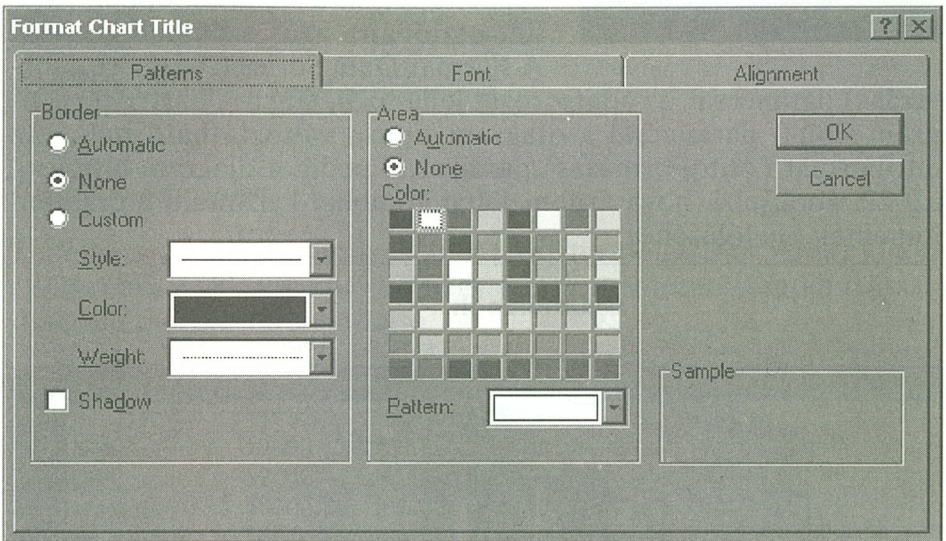 Format Chart Title
Patterns Font Alignment
Border
Automatic
None
Custom
Style:
Color:
Weight:
Shadow
Area
Automatic
None
Color:
Pattern:
OK
Cancel
Sample